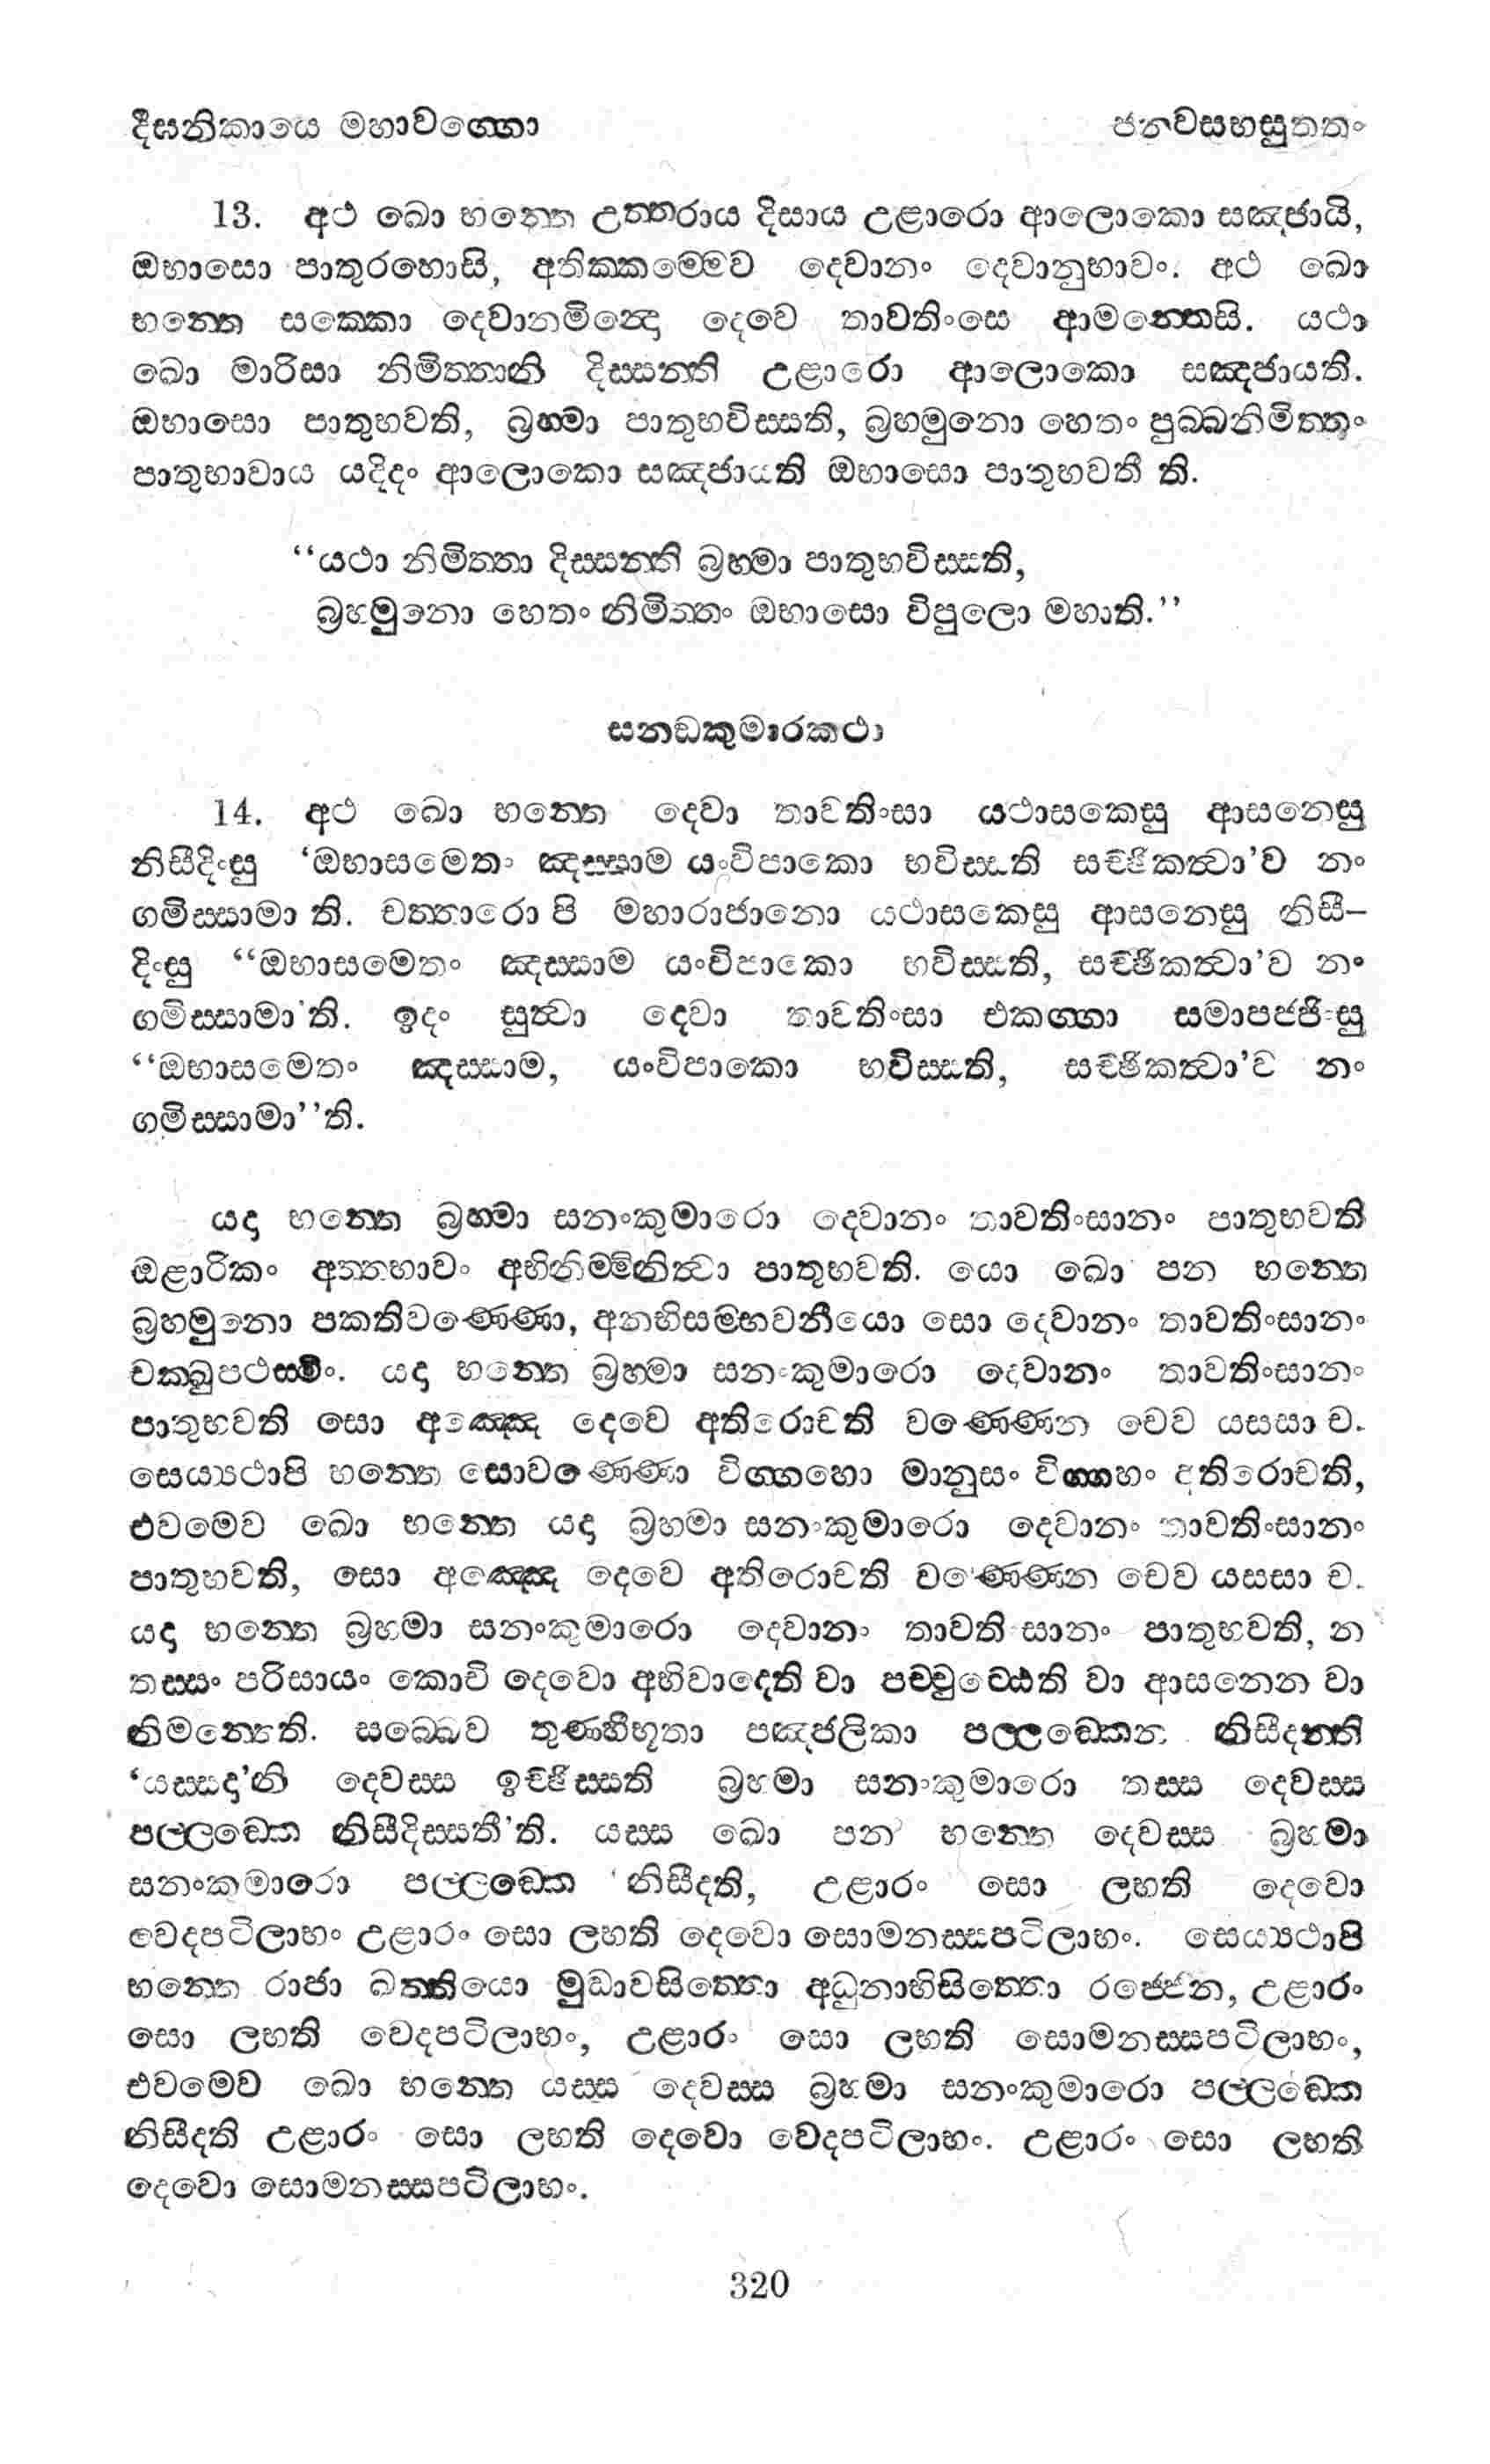 දීඝනිකායෙ මහාවග්ගො ජනවසභසුත්තං
13. අථ ඛො භන්තෙ උත්තරාය දිසාය උළාරො ආලොකො සඤ්ජායි,
ඔභාසො පාතුරහොසි, අතික්කම්මෙව දෙවානං දෙවානුභාවං. අථ ඛො
භන්තෙ සක්කො දෙවානමින්දො දෙවෙ තාවතිංසෙ ආමන්තෙසි. යථා
ඛො මාරිසා නිමිත්තානි දිස්සන්ති උළාරො ආලොකො සඤ්ජායති.
ඔභාසො පාතුභවති, බ්‍රහ්මා පාතුභවිස්සති, බ්‍රහ්මුනො හෙතං පුබ්බනිමිත්තං
පාතුභාවාය යදිදං ආලොකො සඤ්ජායති ඔභාසො පාතුභවතී ති.
‘‘යථා නිමිත්තා දිස්සන්ති බ්‍රහ්මා පාතුභවිස්සති,
බ්‍රහ්මුනො හෙතං නිමිත්තං ඔභාසො විපුලො මහාති.’’
සනඞ්කුමාරකථා
14. අථ ඛො භන්තෙ දෙවා තාවතිංසා යථාසකෙසු ආසනෙසු
නිසීදිංසු ‘ඔභාසමෙතං ඤස්සාම යංවිපාකො භවිස්සති සච්ඡිකත්වා’ව නං
ගමිස්සාමා ති. චත්තාරො පි මහාරාජානො යථාසකෙසු ආසනෙසු නිසී–
දිංසු ‘‘ඔභාසමෙතං ඤස්සාම යංවිපාකො භවිස්සති, සච්ඡිකත්වා’ව නං
ගමිස්සාමා’ති. ඉදං සුත්වා දෙවා තාවතිංසා එකග්ගා සමාපජ්ජිංසු
‘‘ඔභාසමෙතං ඤස්සාම, යංවිපාකො භවිස්සති, සච්ඡිකත්වා’ව නං
ගමිස්සාමා’’ති.
යදා භන්තෙ බ්‍රහ්මා සනංකුමාරො දෙවානං තාවතිංසානං පාතුභවති
ඔළාරිකං අත්තභාවං අභිනිම්මිනිත්වා පාතුභවති. යො ඛො පන භන්තෙ
බ්‍රහ්මුනො පකතිවණ්ණො, අනභිසම්භවනීයො සො දෙවානං තාවතිංසානං
චක්ඛුපථස්මිං. යදා භන්තෙ බ්‍රහ්මා සනංකුමාරො දෙවානං තාවතිංසානං
පාතුභවති සො අඤ්ඤෙ දෙවෙ අතිරොචති වණ්ණෙන චෙව යසසා ච.
සෙය්‍යථාපි භන්තෙ සොවණ්ණො විග්ගහො මානුසං විග්ගහං අතිරොචති,
එවමෙව ඛො භන්තෙ යදා බ්‍රහ්මා සනංකුමාරො දෙවානං තාවතිංසානං
පාතුභවති, සො අඤ්ඤෙ දෙවෙ අතිරොචති වණ්ණෙන චෙව යසසා ච.
යදා භන්තෙ බ්‍රහ්මා සනංකුමාරො දෙවානං තාවතිංසානං පාතුභවති, න
තස්සං පරිසායං කොචි දෙවො අභිවාදෙති වා පච්චුට්ඨෙති වා ආසනෙන වා
නිමන්තෙති. සබ්බෙව තුණ්හීභූතා පඤ්ජලිකා පල්ලඞ්කෙන නිසීදන්ති
‘යස්සදා’නි දෙවස්ස ඉච්ඡිස්සති බ්‍රහ්මා සනංකුමාරො තස්ස දෙවස්ස
පල්ලඞ්කෙ නිසීදිස්සතී’ති. යස්ස ඛො පන භන්තෙ දෙවස්ස බ්‍රහ්මා
සනංකුමාරො පල්ලඞ්කෙ නිසීදති, උළාරං සො ලභති දෙවො
වෙදපටිලාභං උළාරං සො ලභති දෙවො සොමනස්සපටිලාභං. සෙය්‍යථාපි
භන්තෙ රාජා ඛත්තියො මුද්ධාවසිත්තො අධුනාභිසිත්තො රජ්ජෙන, උළාරං
සො ලභති වෙදපටිලාභං, උළාරං සො ලභති සොමනස්සපටිලාභං,
එවමෙව ඛො භන්තෙ යස්ස දෙවස්ස බ්‍රහ්මා සනංකුමාරො පල්ලඞ්කෙ
නිසීදති උළාරං සො ලභති දෙවො වෙදපටිලාභං. උළාරං සො ලභති
දෙවො සොමනස්සපටිලාභං.
320